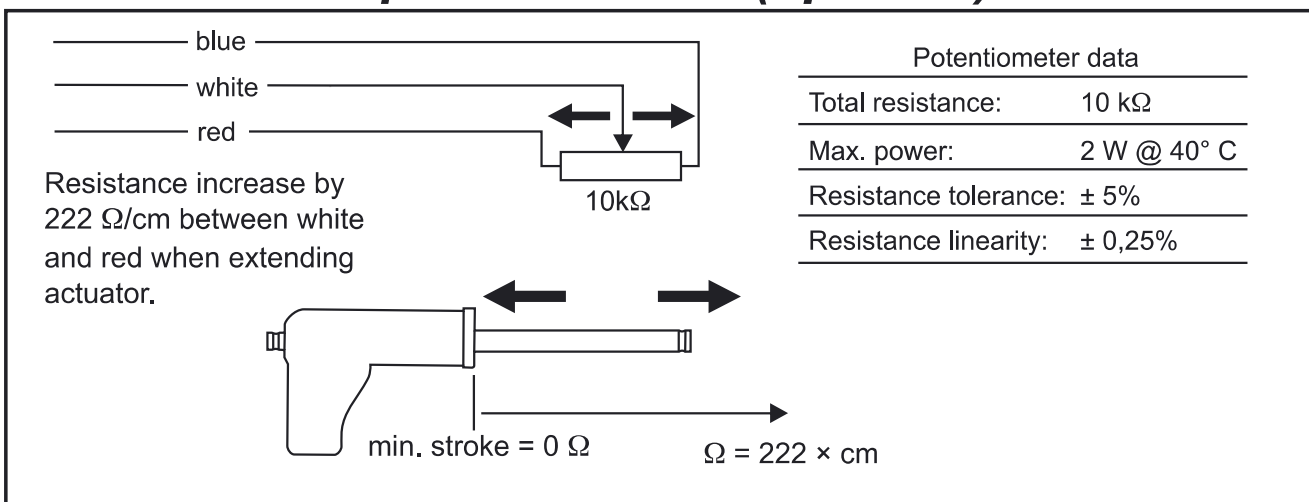 blue
white
red
Resistance increase by
222 Ω/cm between white
and red when extending
actuator.
10kΩ
Potentiometer data
Total resistance: 10 kΩ
Max. power: 2 W @ 40° C
Resistance tolerance: ± 5%
Resistance linearity: ± 0,25%
min. stroke = 0 Ω
Ω = 222 × cm